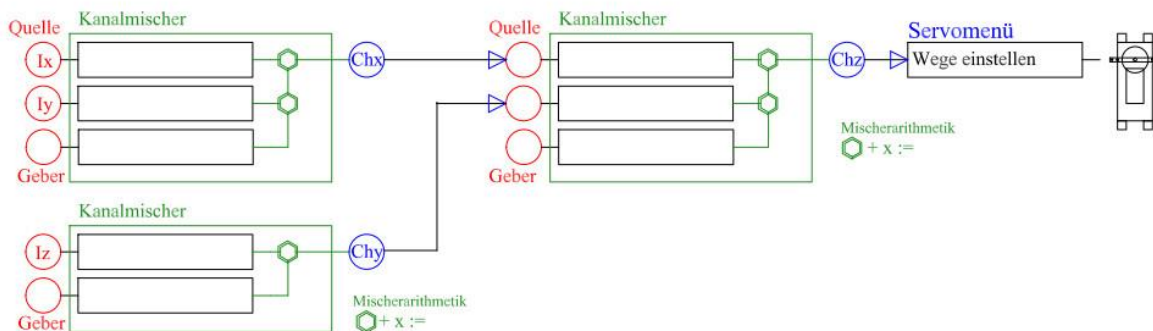 Kanalmischer
Quelle
Ix
Iy
Geber
Chx
Kanalmischer
Quelle
Geber
Chz
Servomenü
Wege einstellen
Mischerarithmetik
+ x :=
Kanalmischer
Iz
Geber
Chy
Mischerarithmetik
+ x :=